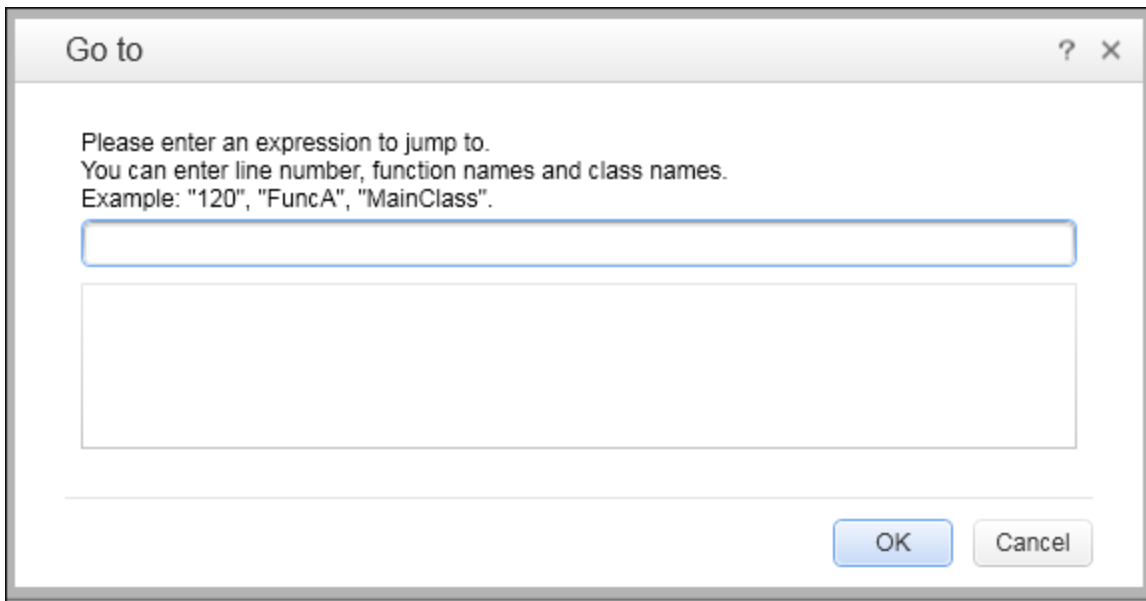 Go to
?
Please enter an expression to jump to.
You can enter line number, function names and class names.
Example: "120", "FuncA", "MainClass".
OK
Cancel